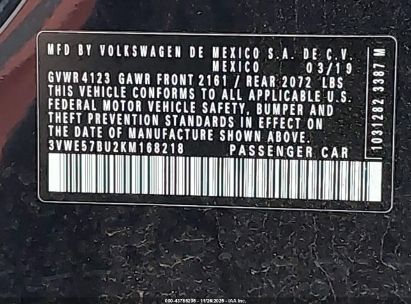 MFD BY VOLKSWAGEN DE MEXICO S.A. DE C.V.
MEXICO 03/19
GVWR 4123 GAWR FRONT 2161 / REAR 2072 LBS
THIS VEHICLE CONFORMS TO ALL APPLICABLE U.S.
FEDERAL MOTOR VEHICLE SAFETY, BUMPER AND
THEFT PREVENTION STANDARDS IN EFFECT ON
THE DATE OF MANUFACTURE SHOWN ABOVE.
3VWE57BU2KM168218 PASSENGER CAR
1031282 3387 M